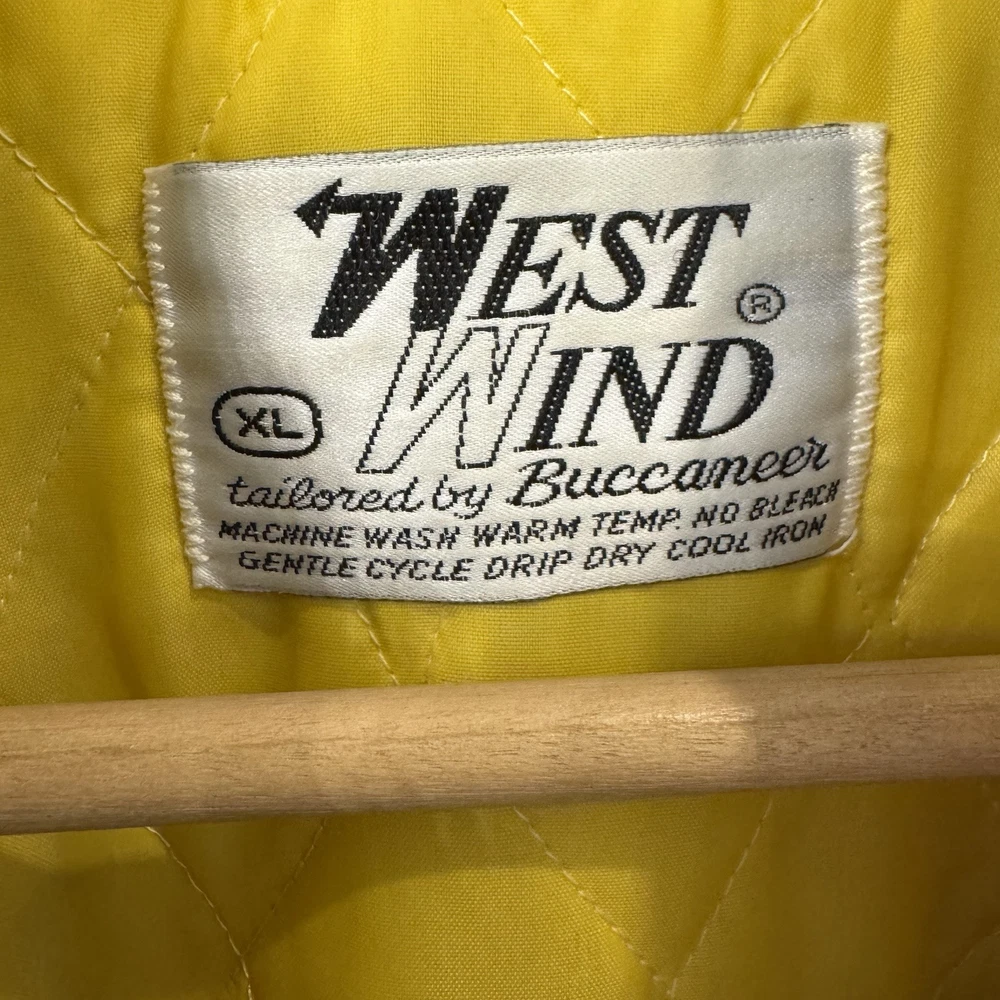 WEST
WIND ®
XL
tailored by Buccaneer
MACHINE WASH WARM TEMP. NO BLEACH
GENTLE CYCLE DRIP DRY COOL IRON